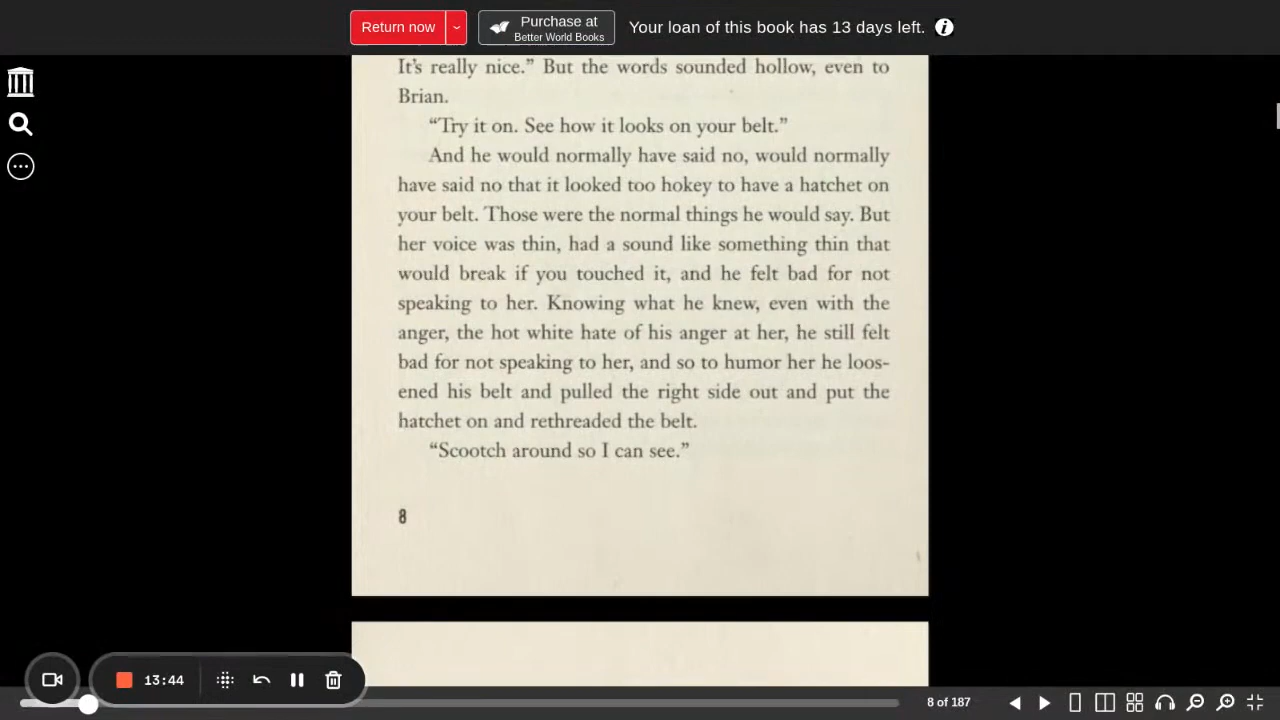 Return now
Purchase at
Better World Books
Your loan of this book has 13 days left.
It's really nice.” But the words sounded hollow, even to
Brian.
“Try it on. See how it looks on your belt.”
And he would normally have said no, would normally
have said no that it looked too hokey to have a hatchet on
your belt. Those were the normal things he would say. But
her voice was thin, had a sound like something thin that
would break if you touched it, and he felt bad for not
speaking to her. Knowing what he knew, even with the
anger, the hot white hate of his anger at her, he still felt
bad for not speaking to her, and so to humor her he loos-
ened his belt and pulled the right side out and put the
hatchet on and rethreaded the belt.
“Scootch around so I can see.”
8
13:44
8 of 187